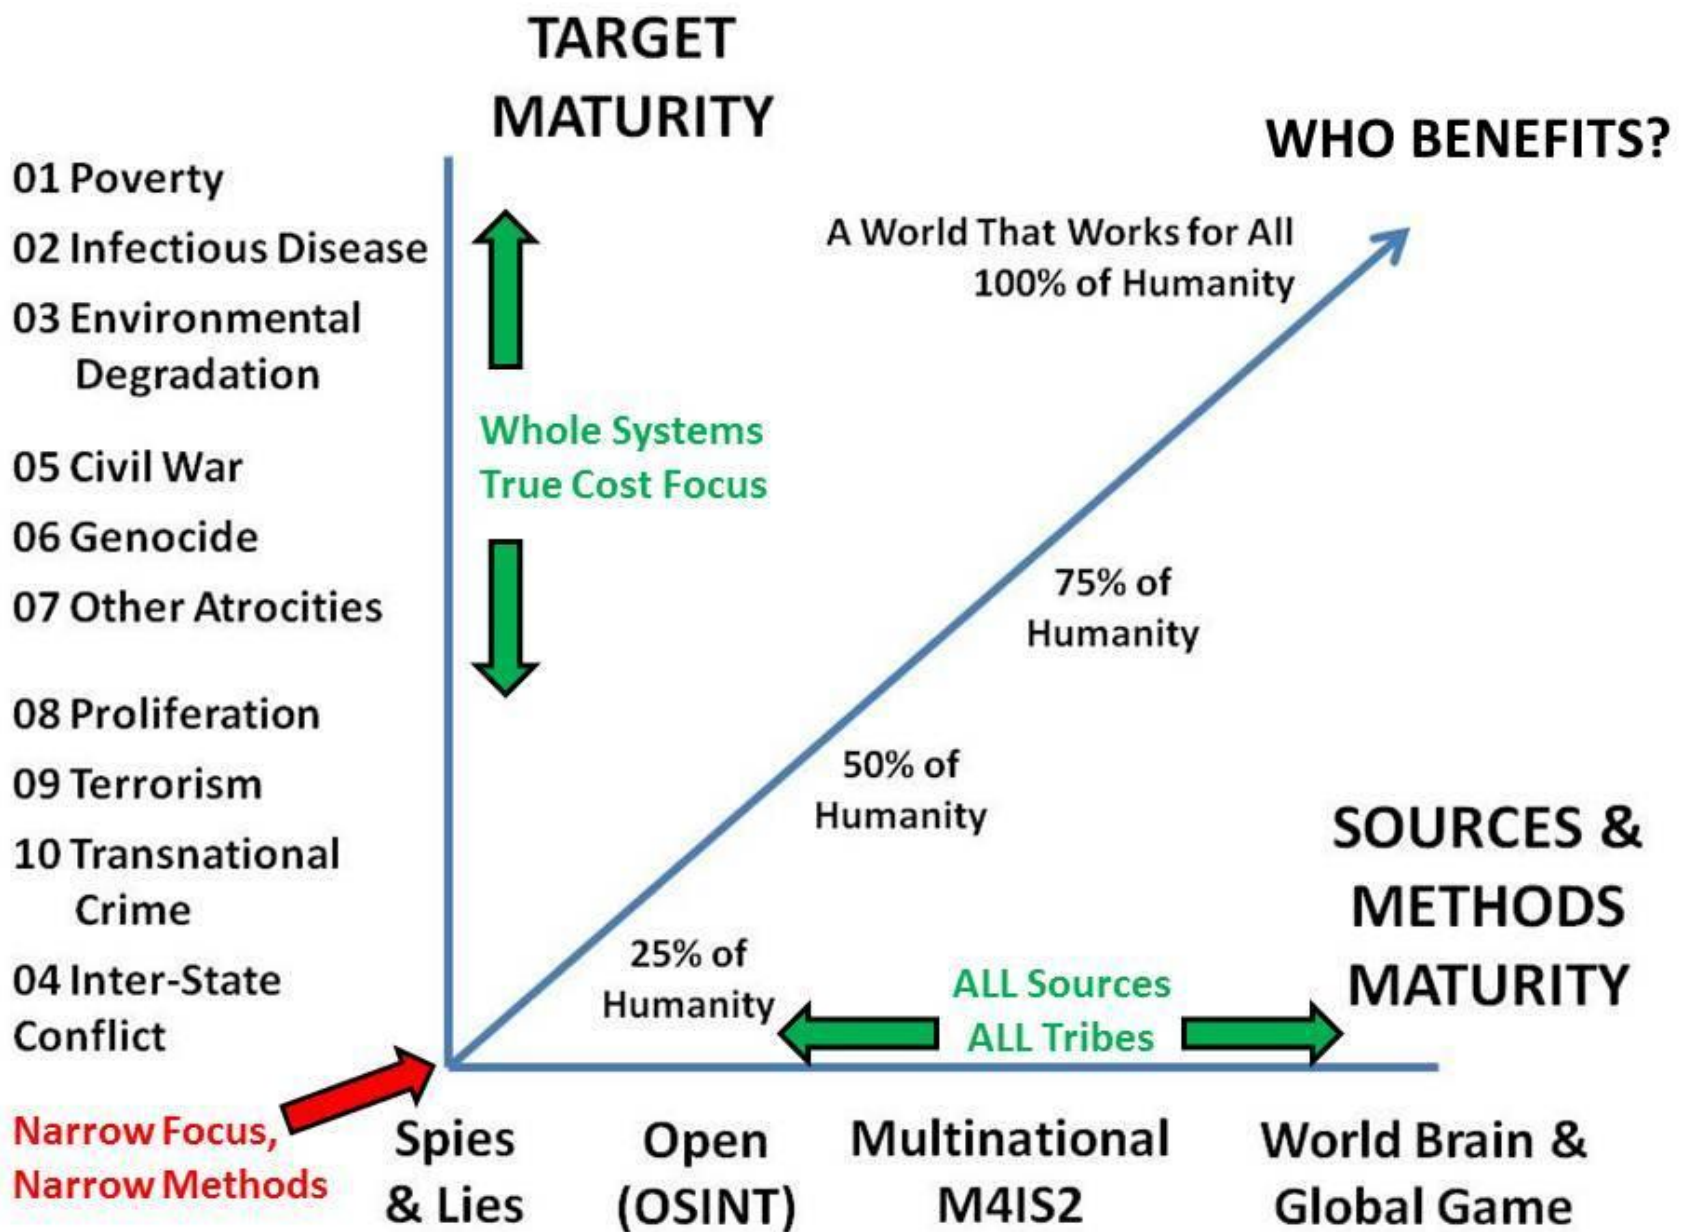 TARGET
MATURITY
WHO BENEFITS?
01 Poverty
02 Infectious Disease
03 Environmental
Degradation
05 Civil War
06 Genocide
07 Other Atrocities
08 Proliferation
09 Terrorism
10 Transnational
Crime
04 Inter-State
Conflict
Narrow Focus,
Narrow Methods
Whole Systems
True Cost Focus
A World That Works for All
100% of Humanity
75% of
Humanity
50% of
Humanity
25% of
Humanity
ALL Sources
ALL Tribes
SOURCES &
METHODS
MATURITY
Spies
& Lies
Open
(OSINT)
Multinational
M4IS2
World Brain &
Global Game